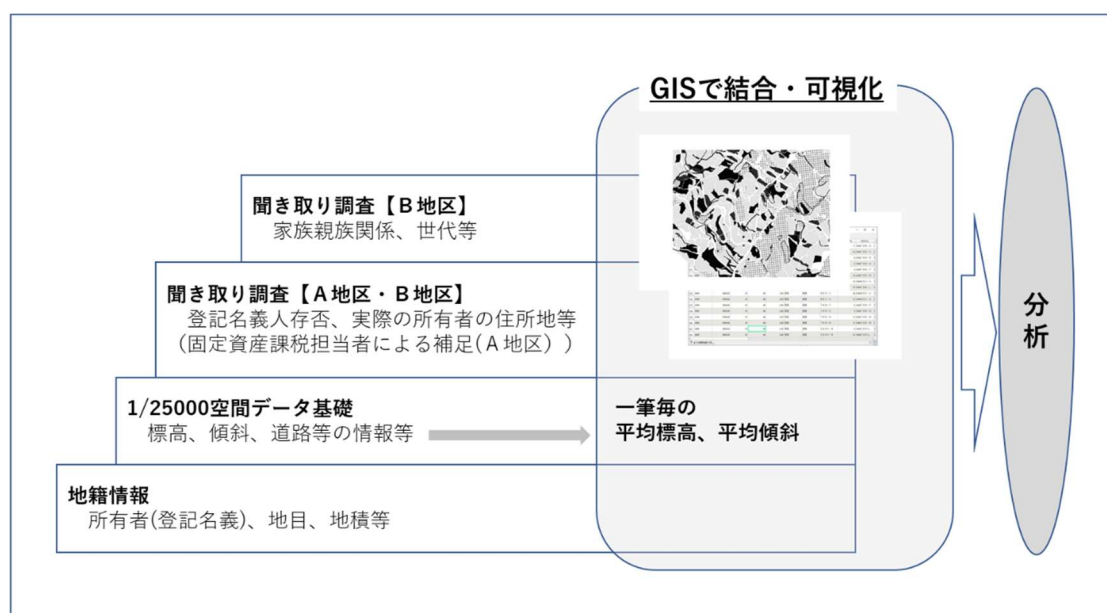 GISで結合・可視化
聞き取り調査【Ｂ地区】
家族親族関係、世代等
聞き取り調査【Ａ地区・Ｂ地区】
登記名義人存否、実際の所有者の住所地等
（固定資産課税担当者による補足(Ａ地区））
1/25000空間データ基礎
標高、傾斜、道路等の情報等
一筆毎の
平均標高、平均傾斜
地籍情報
所有者(登記名義)、地目、地積等
分析